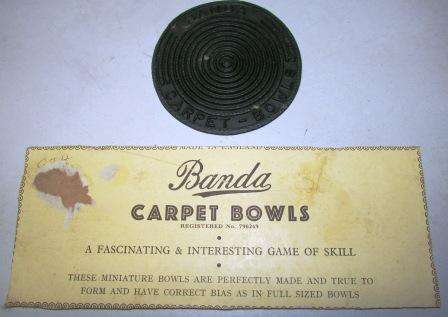 BANDA
CARPET - BOWLS
MADE IN ENGLAND
Banda
CARPET BOWLS
REGISTERED No. 790269
A FASCINATING & INTERESTING GAME OF SKILL
THESE MINIATURE BOWLS ARE PERFECTLY MADE AND TRUE TO
FORM AND HAVE CORRECT BIAS AS IN FULL SIZED BOWLS